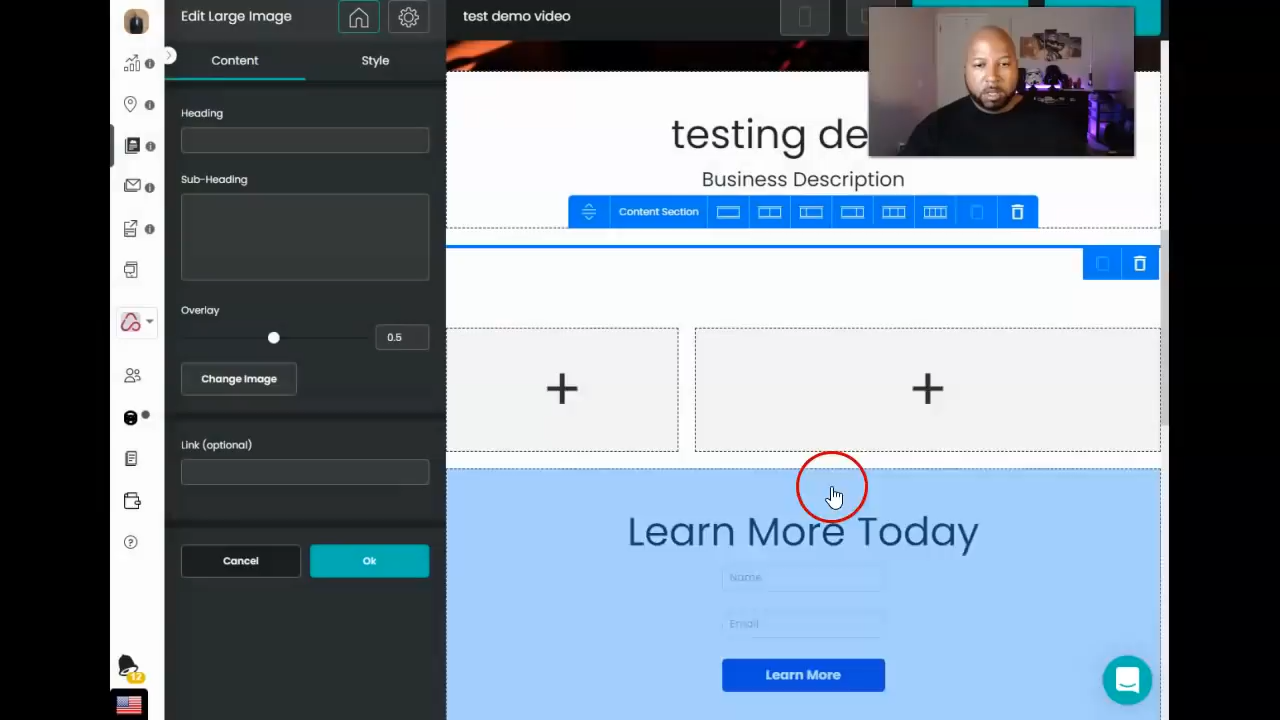 Edit Large Image
test demo video
Content
Style
Heading
Sub-Heading
Overlay
0.5
Change Image
Link (optional)
Cancel
Ok
testing de
Business Description
Content Section
Learn More Today
Name
Email
Learn More
12